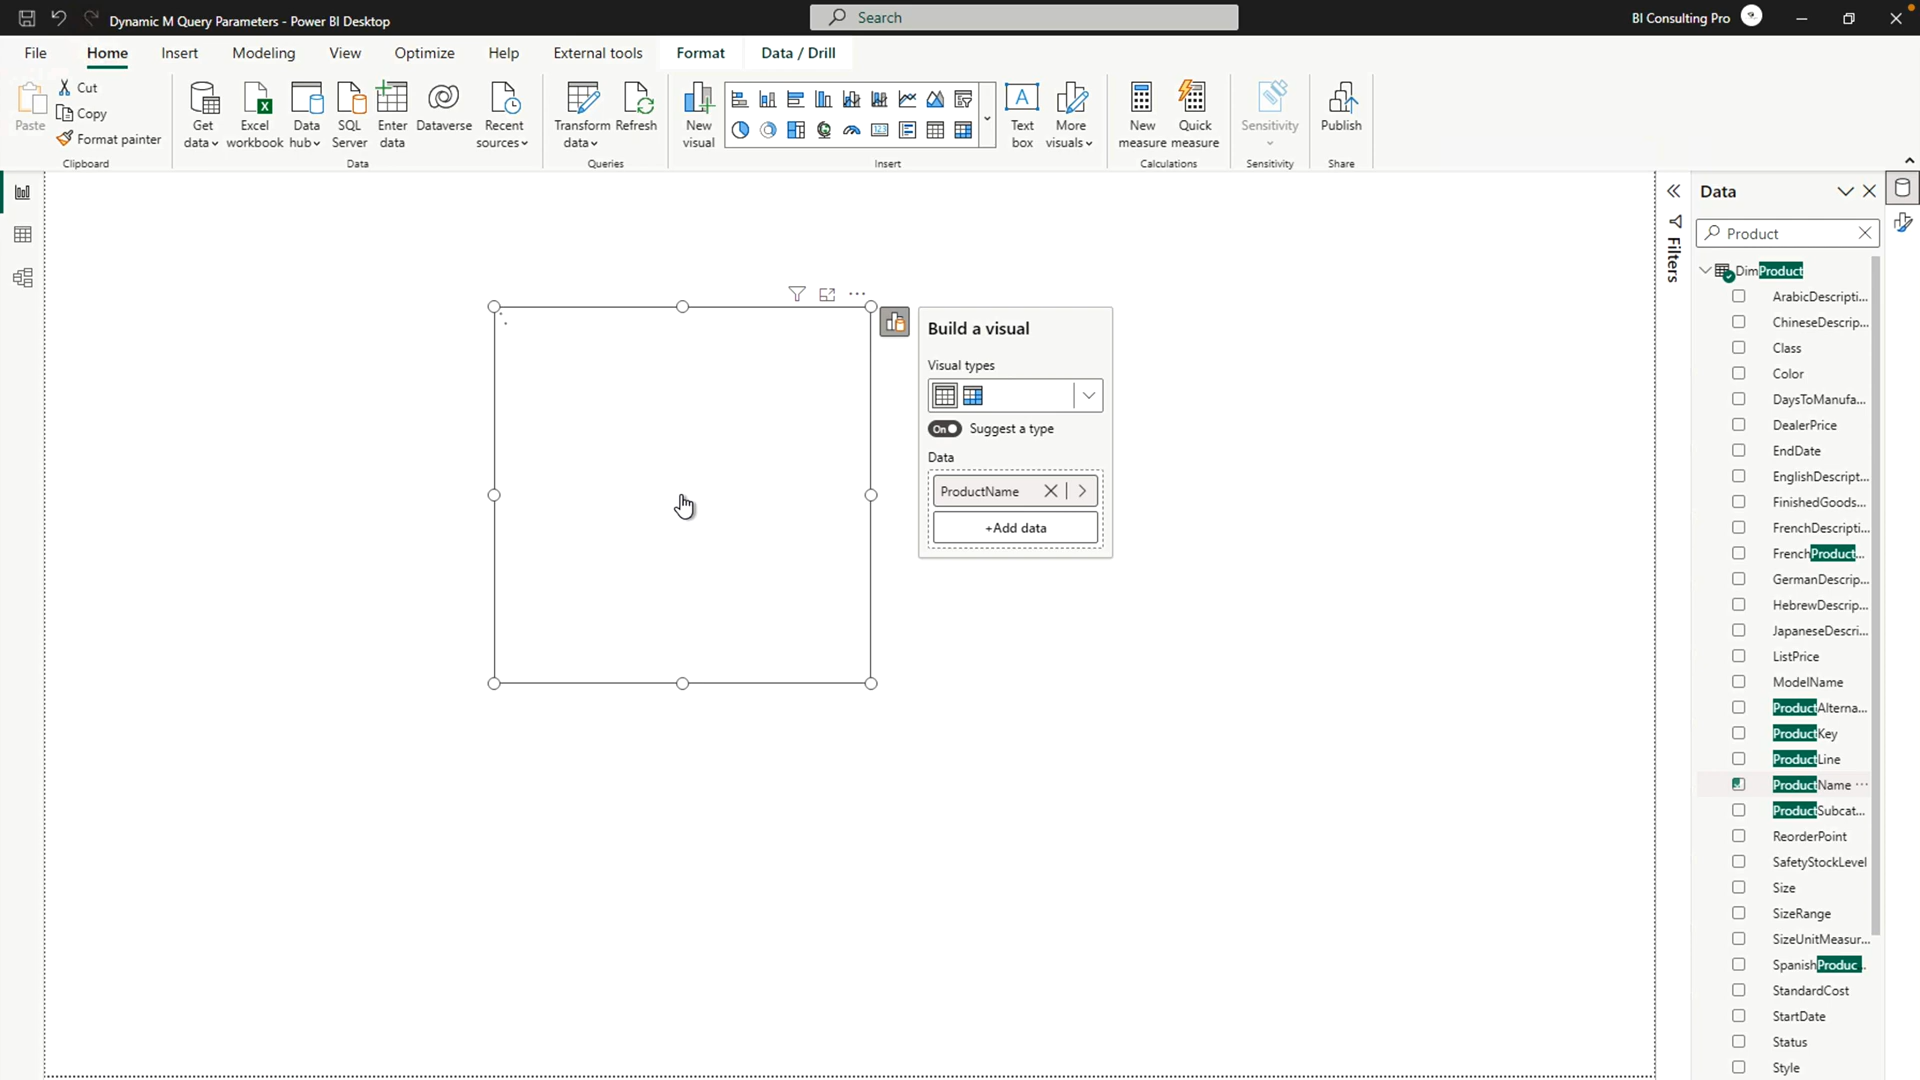 Dynamic M Query Parameters - Power BI Desktop
Search
BI Consulting Pro
File
Home
Insert
Modeling
View
Optimize
Help
External tools
Format
Data / Drill
Paste
Cut
Copy
Format painter
Clipboard
Get data
Excel workbook
Data hub
SQL Server
Enter data
Dataverse
Recent sources
Data
Transform data
Refresh
Queries
New visual
123
Insert
A
Text box
More visuals
New measure
Quick measure
Calculations
Sensitivity
Sensitivity
Publish
Share
Build a visual
Visual types
On
Suggest a type
Data
ProductName
+Add data
Filters
Data
Product
DimProduct
ArabicDescripti...
ChineseDescrip...
Class
Color
DaysToManufa...
DealerPrice
EndDate
EnglishDescript...
FinishedGoods...
FrenchDescripti...
FrenchProduct...
GermanDescrip...
HebrewDescrip...
JapaneseDescri...
ListPrice
ModelName
ProductAlterna...
ProductKey
ProductLine
ProductName ...
ProductSubcat...
ReorderPoint
SafetyStockLevel
Size
SizeRange
SizeUnitMeasur...
SpanishProduc..
StandardCost
StartDate
Status
Style